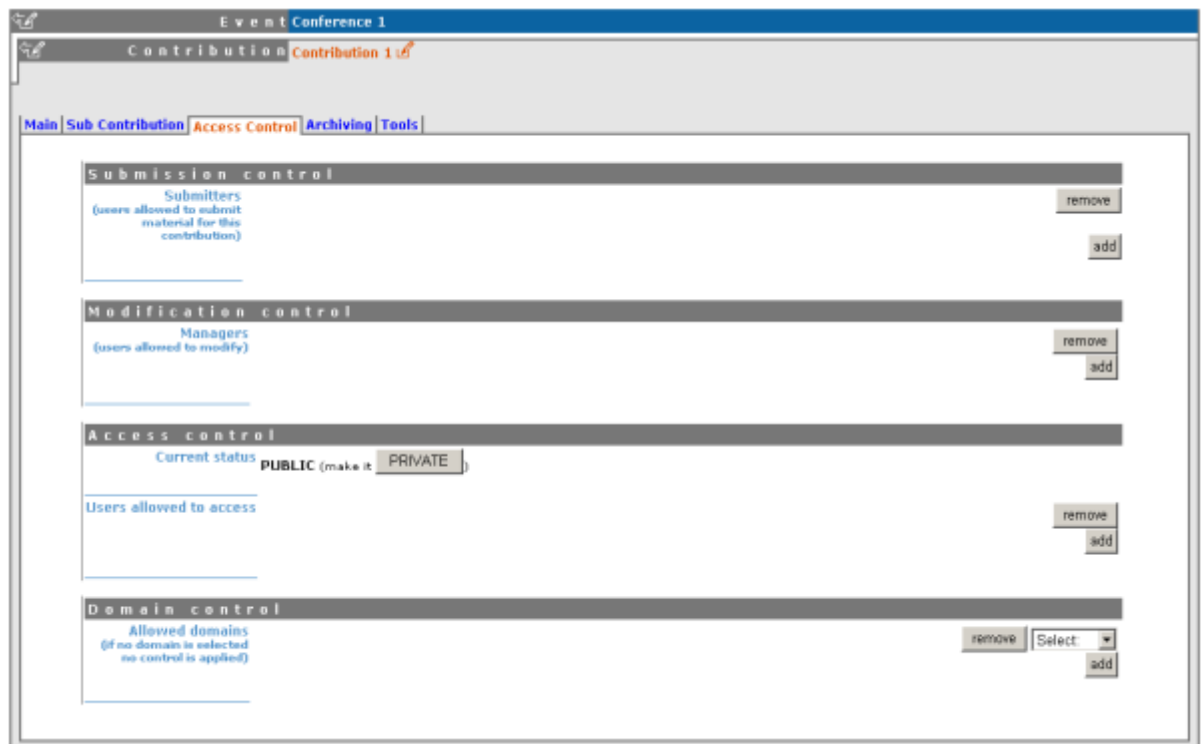 Event Conference 1
Contribution Contribution 1
Main Sub Contribution Access Control Archiving Tools
Submission control
Submitters
(users allowed to submit
material for this
contribution)
remove
add
Modification control
Managers
(users allowed to modify)
remove
add
Access control
Current status PUBLIC (make it PRIVATE )
Users allowed to access
remove
add
Domain control
Allowed domains
(if no domain is selected
no control is applied)
remove Select:
add